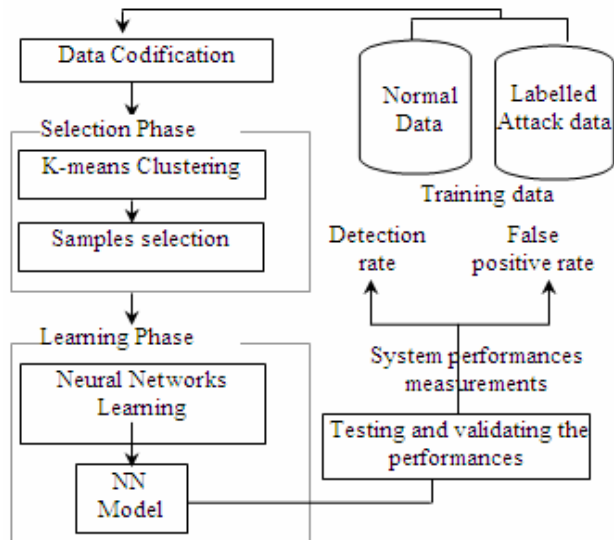 Data Codification
Normal
Data
Labelled
Attack data
Training data
Selection Phase
K-means Clustering
Samples selection
Detection
rate
False
positive rate
Learning Phase
Neural Networks
Learning
NN
Model
System performances
measurements
Testing and validating the
performances